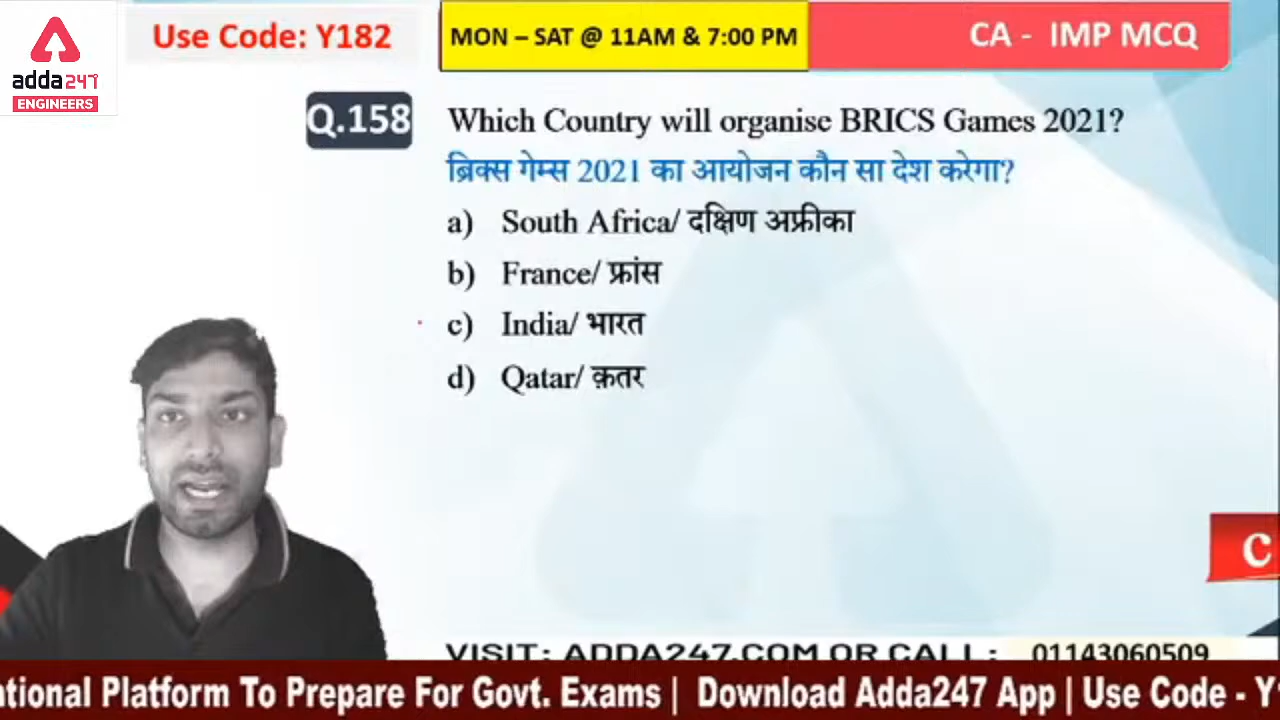 Use Code: Y182
MON – SAT @ 11AM & 7:00 PM
CA - IMP MCQ
adda247
ENGINEERS
Q.158 Which Country will organise BRICS Games 2021?
ब्रिक्स गेम्स 2021 का आयोजन कौन सा देश करेगा?
a) South Africa/ दक्षिण अफ्रीका
b) France/ फ्रांस
c) India/ भारत
d) Qatar/ क़तर
C
VISIT: ADDA247.COM OR CALL: 01143060509
ational Platform To Prepare For Govt. Exams | Download Adda247 App | Use Code - Y1